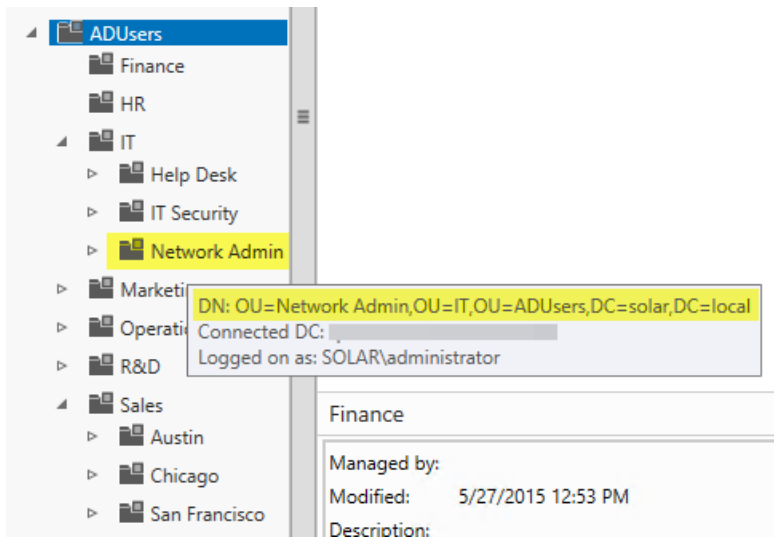 ADUsers
Finance
HR
IT
Help Desk
IT Security
Network Admin
Marketi
DN: OU=Network Admin,OU=IT,OU=ADUsers,DC=solar,DC=local
Operati
Connected DC:
Logged on as: SOLAR\administrator
R&D
Sales
Austin
Chicago
San Francisco
Finance
Managed by:
Modified: 5/27/2015 12:53 PM
Description: